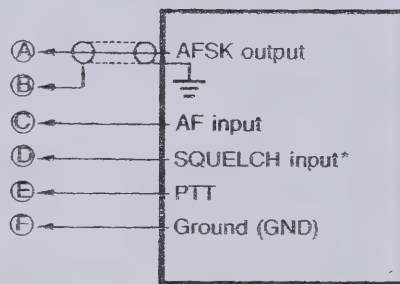 A AFSK output
B
C AF input
D SQUELCH input*
E PTT
F Ground (GND)